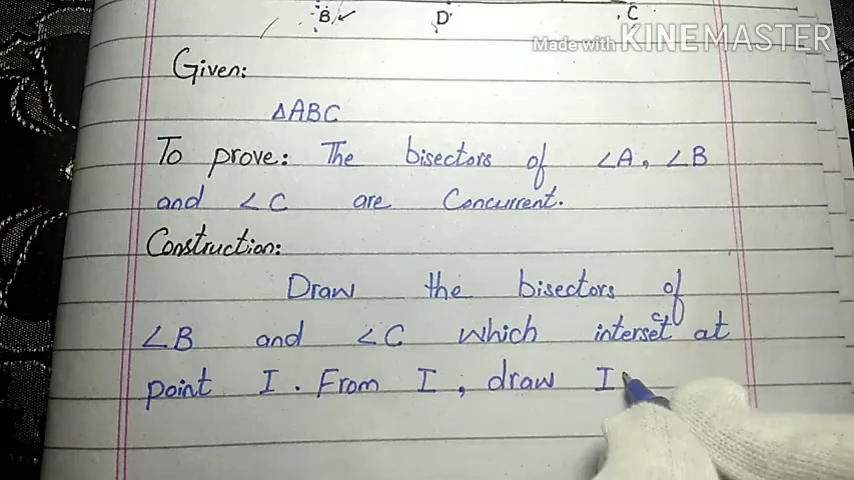 B D C
Made with KINEMASTER
Given:
△ABC
To prove: The bisectors of ∠A, ∠B
and ∠C are Concurrent.
Construction:
Draw the bisectors of
∠B and ∠C which intersect at
point I. From I, draw I